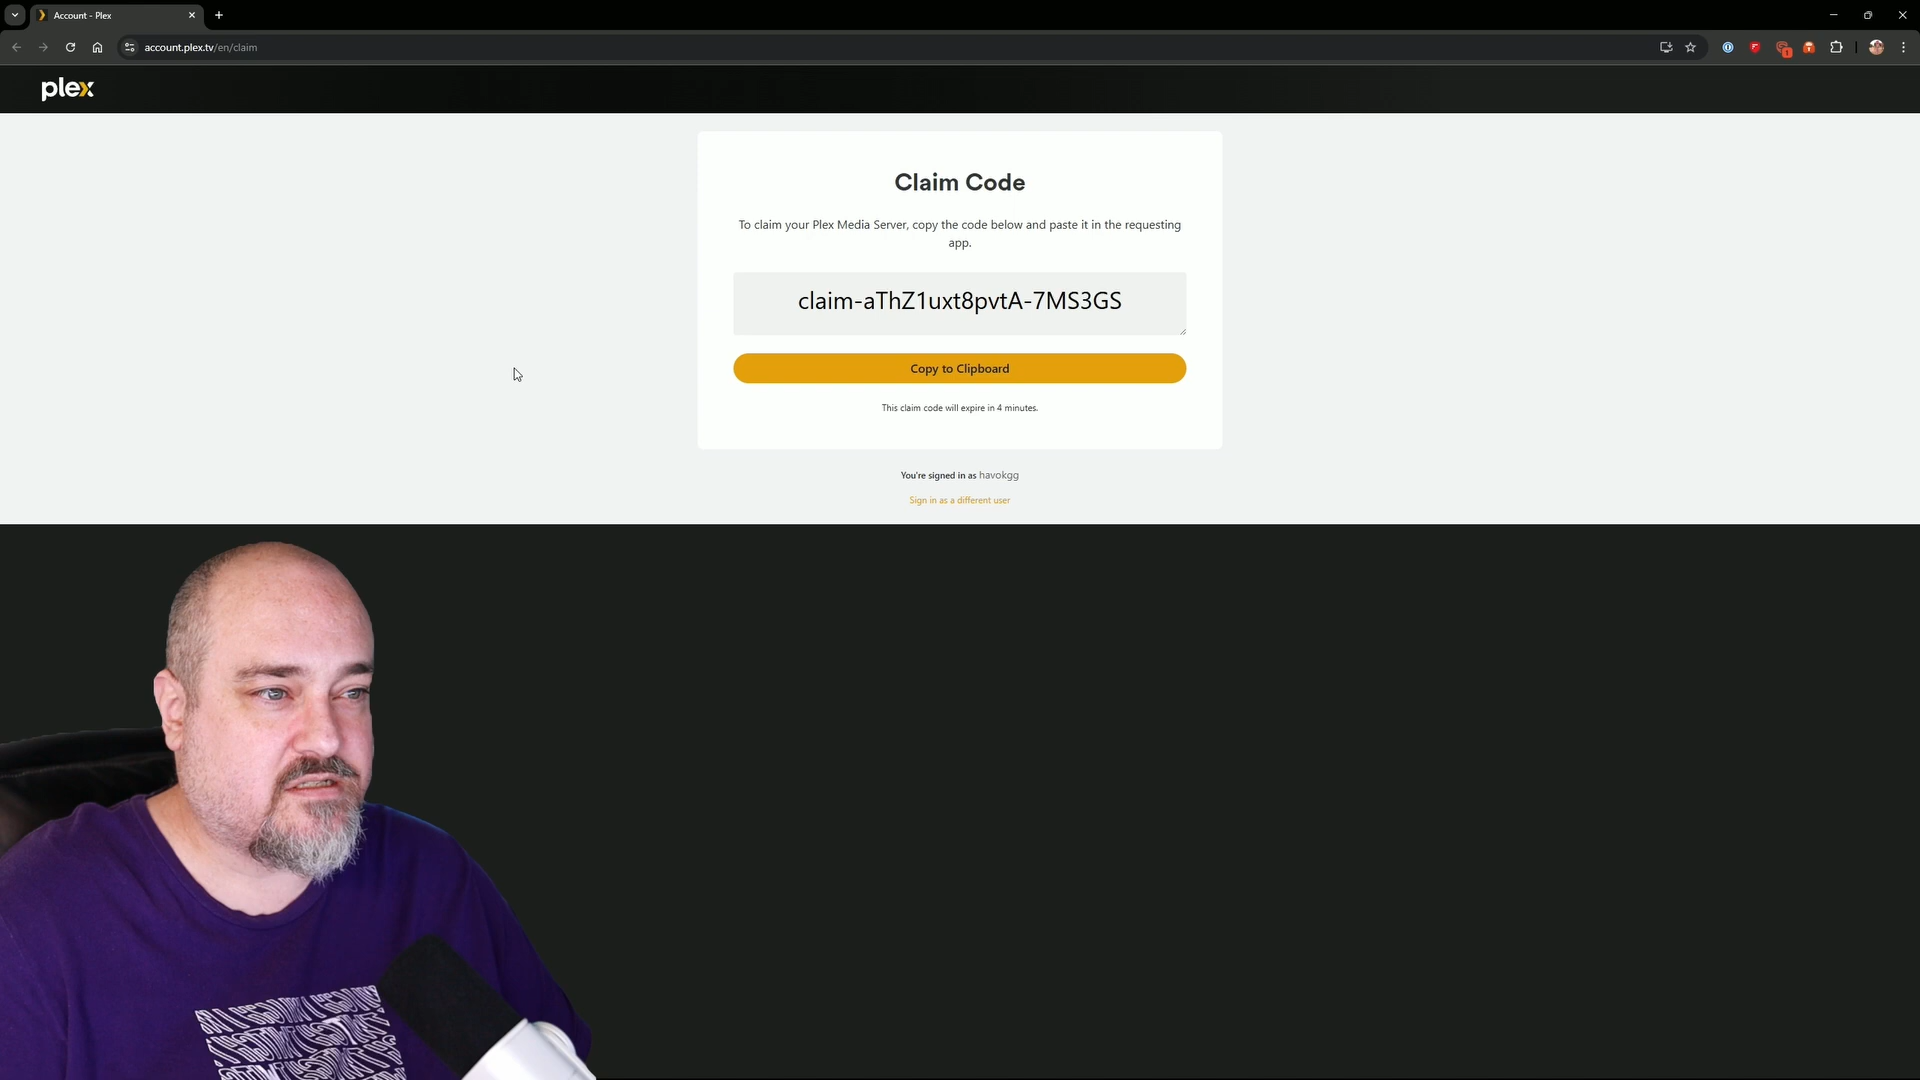 Account - Plex
account.plex.tv/en/claim
plex
Claim Code
To claim your Plex Media Server, copy the code below and paste it in the requesting
app.
claim-aThZ1uxt8pvtA-7MS3GS
Copy to Clipboard
This claim code will expire in 4 minutes.
You're signed in as havokgg
Sign in as a different user